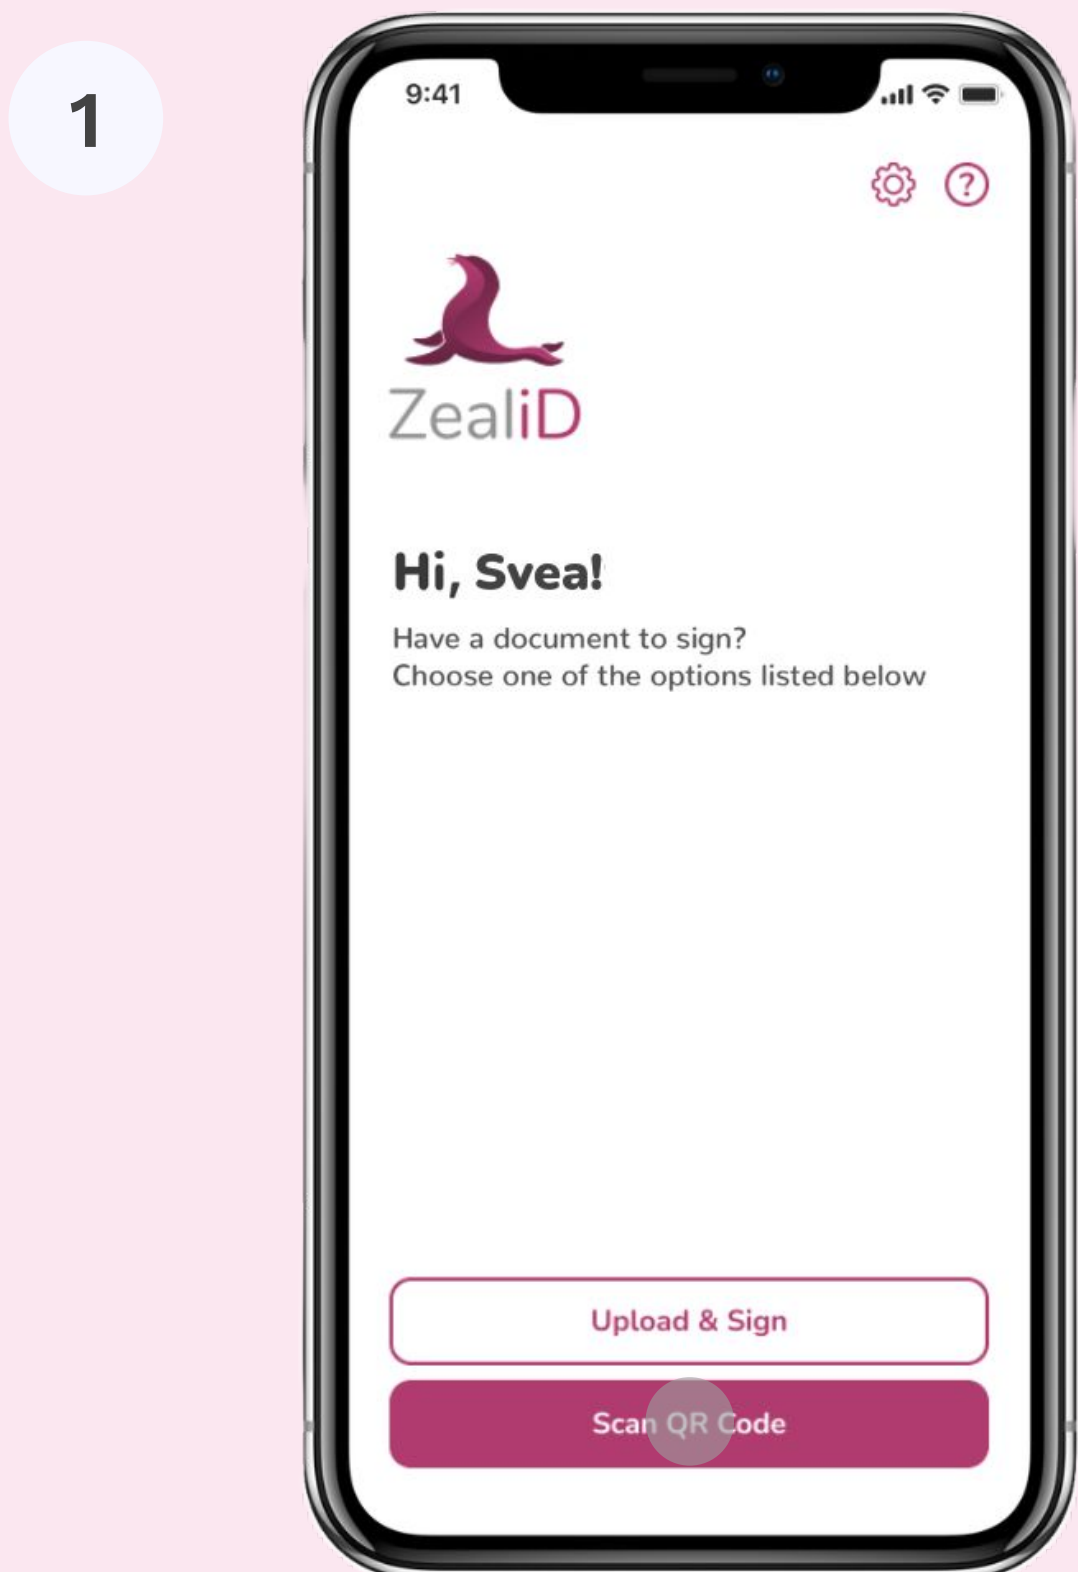 1
9:41
ZealiD
Hi, Svea!
Have a document to sign?
Choose one of the options listed below
Upload & Sign
Scan QR Code